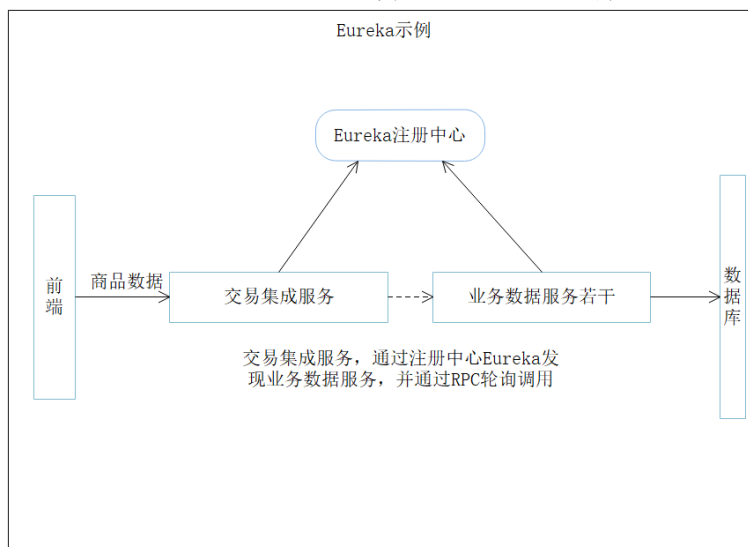 Eureka示例
Eureka注册中心
前端
商品数据
交易集成服务
业务数据服务若干
数据库
交易集成服务，通过注册中心Eureka发
现业务数据服务，并通过RPC轮询调用